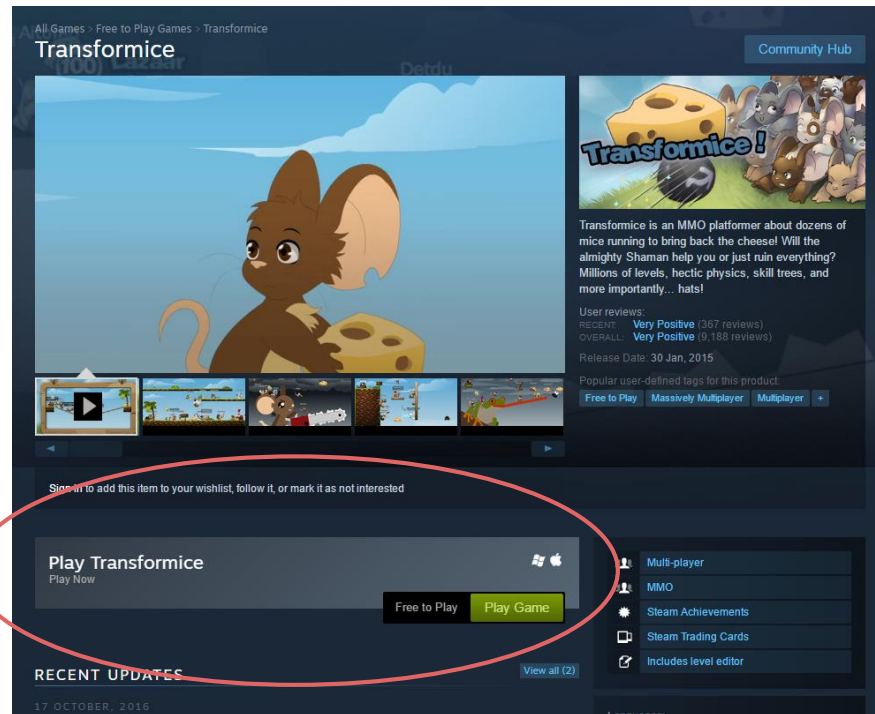 All Games > Free to Play Games > Transformice
Transformice
Community Hub
(100) Lazaar
Detdu
Transformice !
Transformice is an MMO platformer about dozens of
mice running to bring back the cheese! Will the
almighty Shaman help you or just ruin everything?
Millions of levels, hectic physics, skill trees, and
more importantly... hats!
User reviews:
RECENT: Very Positive (367 reviews)
OVERALL: Very Positive (9,188 reviews)
Release Date: 30 Jan, 2015
Popular user-defined tags for this product:
Free to Play Massively Multiplayer Multiplayer +
Sign in to add this item to your wishlist, follow it, or mark it as not interested
Play Transformice
Play Now
Free to Play Play Game
Multi-player
MMO
Steam Achievements
Steam Trading Cards
Includes level editor
RECENT UPDATES
View all (2)
17 OCTOBER, 2016